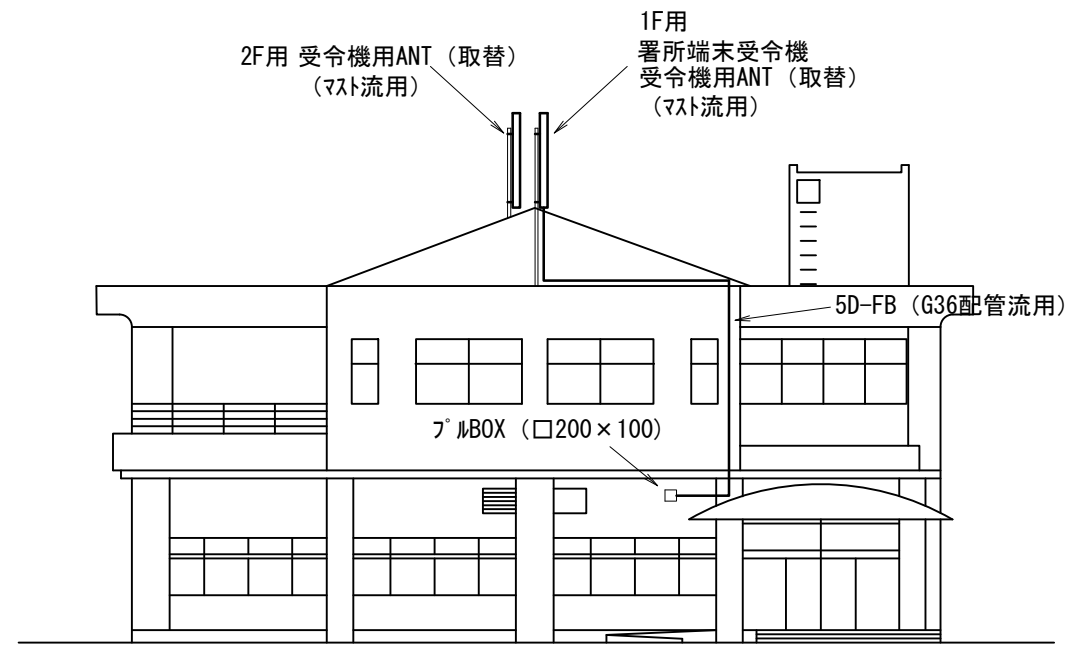 2F用 受令機用ANT（取替）
（ﾏｽﾄ流用）
1F用
署所端末受令機
受令機用ANT（取替）
（ﾏｽﾄ流用）
5D-FB（G36配管流用）
ﾌﾟﾙBOX（□200×100）